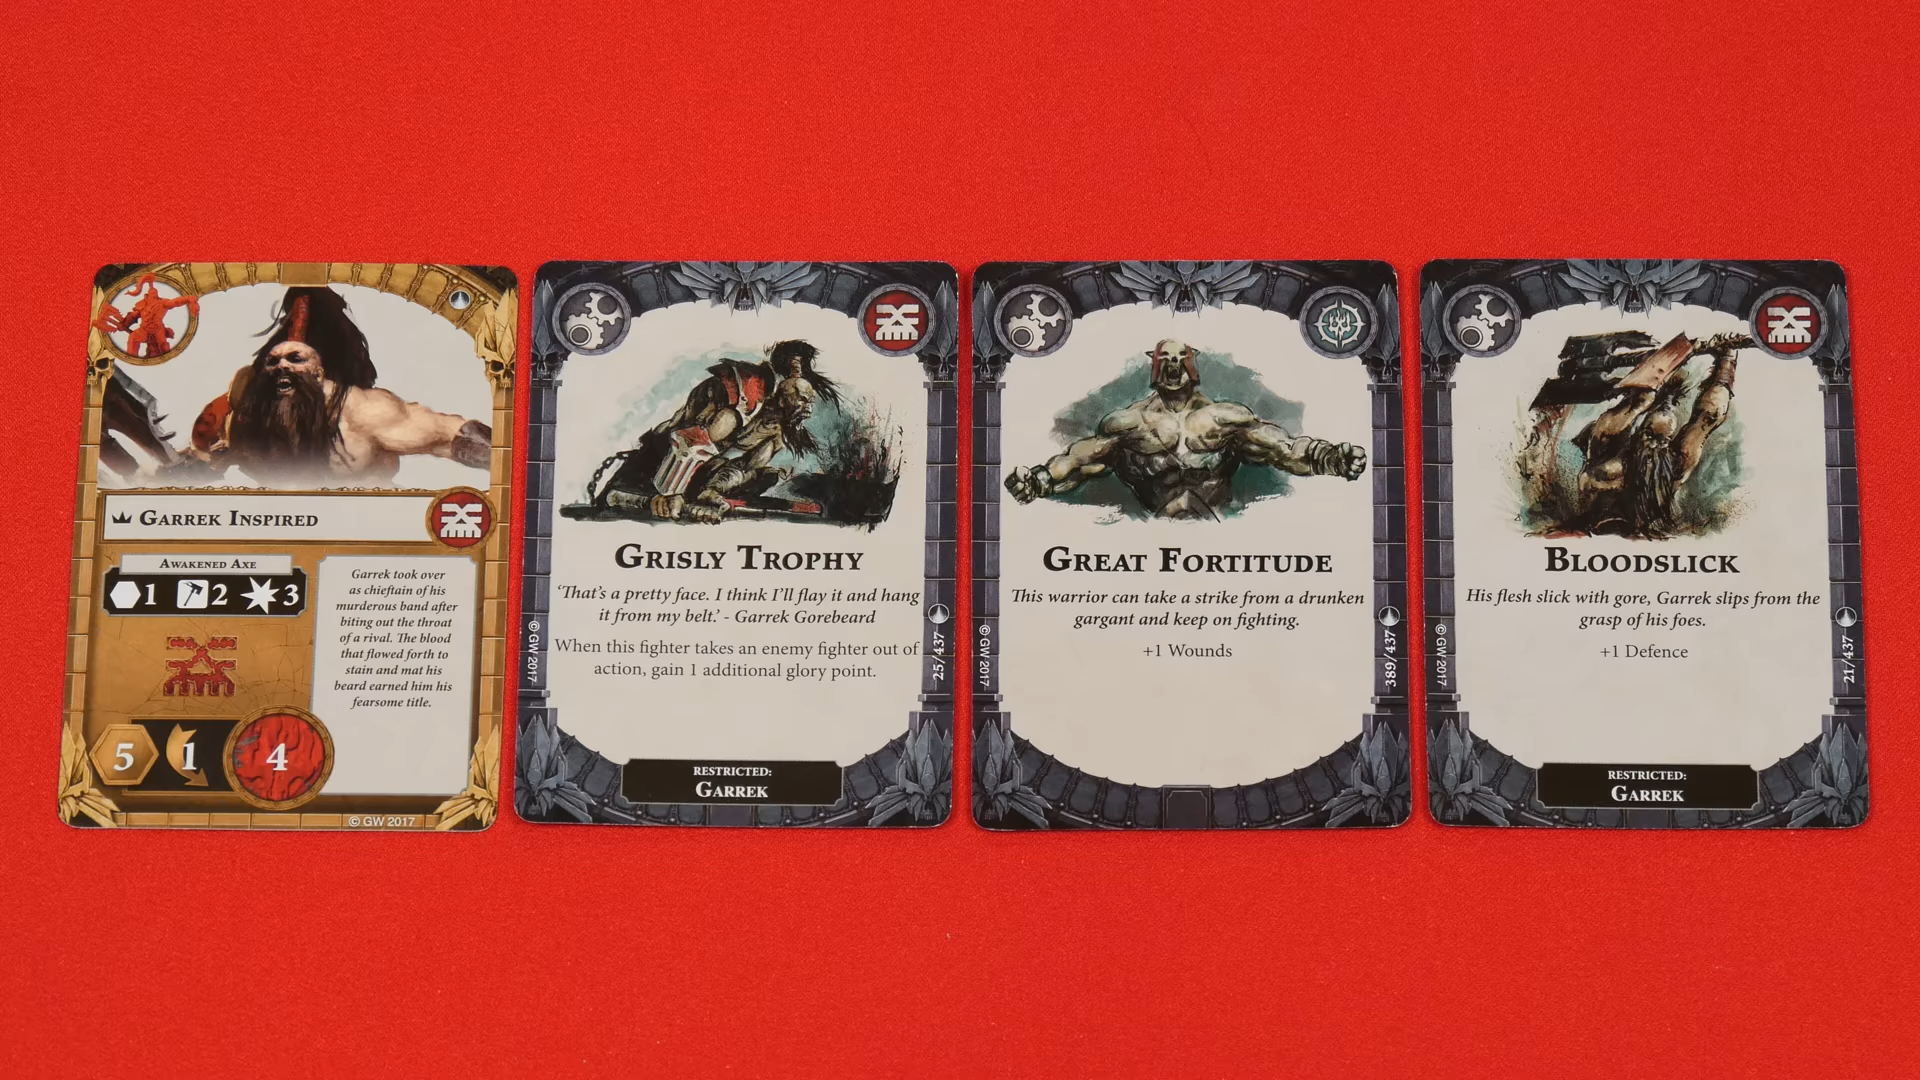 GARREK INSPIRED
AWAKENED AXE
1 2 3
Garrek took over
as chieftain of his
murderous band after
biting out the throat
of a rival. The blood
that flowed forth to
stain and mat his
beard earned him his
fearsome title.
5 1 4
© GW 2017
GRISLY TROPHY
'That's a pretty face. I think I'll flay it and hang
it from my belt.' - Garrek Gorebeard
When this fighter takes an enemy fighter out of
action, gain 1 additional glory point.
© GW 2017
25/437
RESTRICTED:
GARREK
GREAT FORTITUDE
This warrior can take a strike from a drunken
gargant and keep on fighting.
+1 Wounds
© GW 2017
389/437
BLOODSLICK
His flesh slick with gore, Garrek slips from the
grasp of his foes.
+1 Defence
© GW 2017
21/437
RESTRICTED:
GARREK